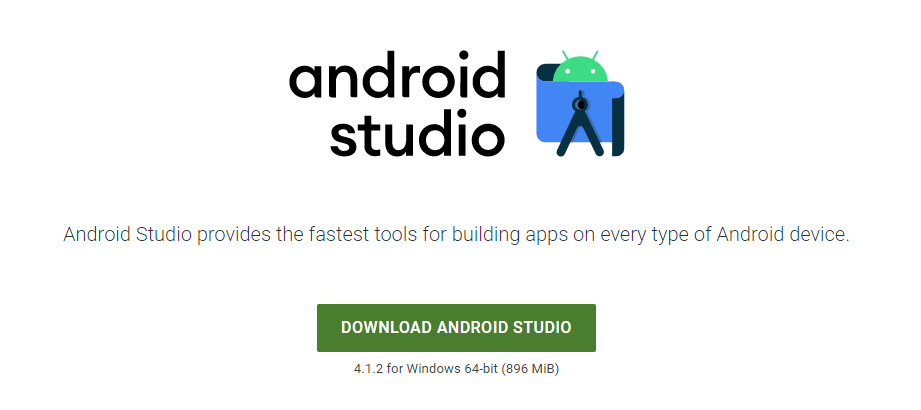 android
studio
Android Studio provides the fastest tools for building apps on every type of Android device.
DOWNLOAD ANDROID STUDIO
4.1.2 for Windows 64-bit (896 MiB)